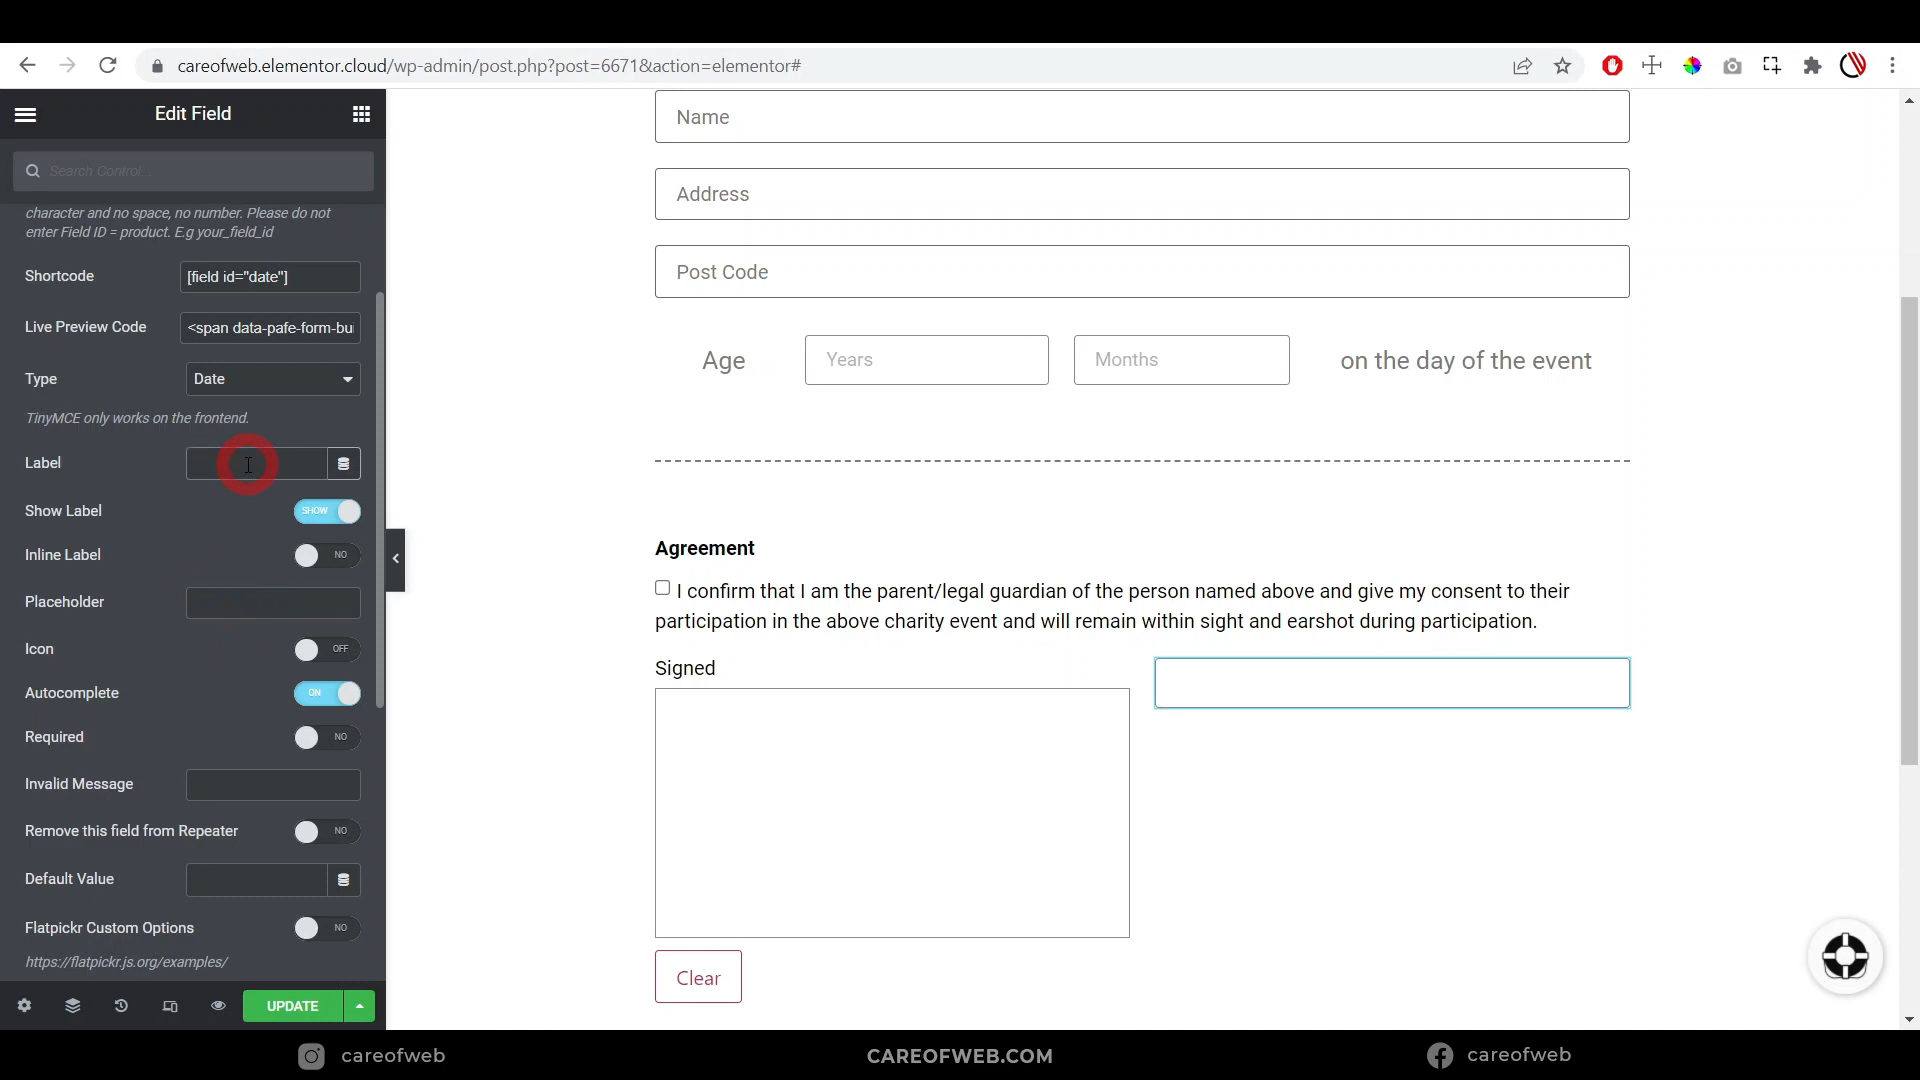 careofweb.elementor.cloud/wp-admin/post.php?post=6671&action=elementor#
Edit Field
Search Control...
character and no space, no number. Please do not
enter Field ID = product. E.g your_field_id
Shortcode
[field id="date"]
Live Preview Code
<span data-pafe-form-bui
Type
Date
TinyMCE only works on the frontend.
Label
Show Label
SHOW
Inline Label
NO
Placeholder
Icon
OFF
Autocomplete
ON
Required
NO
Invalid Message
Remove this field from Repeater
NO
Default Value
Flatpickr Custom Options
NO
https://flatpickr.js.org/examples/
UPDATE
Name
Address
Post Code
Age
Years
Months
on the day of the event
Agreement
I confirm that I am the parent/legal guardian of the person named above and give my consent to their
participation in the above charity event and will remain within sight and earshot during participation.
Signed
Clear
careofweb
CAREOFWEB.COM
careofweb